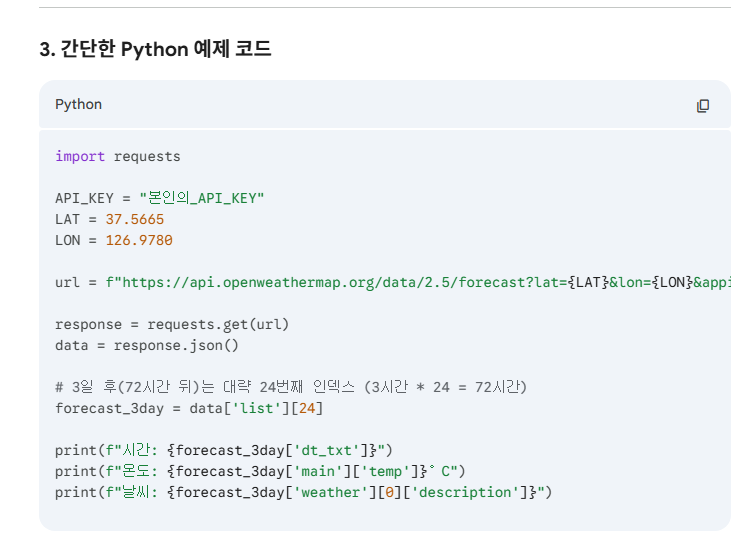 3. 간단한 Python 예제 코드
Python
import requests
API_KEY = "본인의_API_KEY"
LAT = 37.5665
LON = 126.9780
url = f"https://api.openweathermap.org/data/2.5/forecast?lat={LAT}&lon={LON}&appi
response = requests.get(url)
data = response.json()
# 3일 후(72시간 뒤)는 대략 24번째 인덱스 (3시간 * 24 = 72시간)
forecast_3day = data['list'][24]
print(f"시간: {forecast_3day['dt_txt']}")
print(f"온도: {forecast_3day['main']['temp']}°C")
print(f"날씨: {forecast_3day['weather'][0]['description']}")